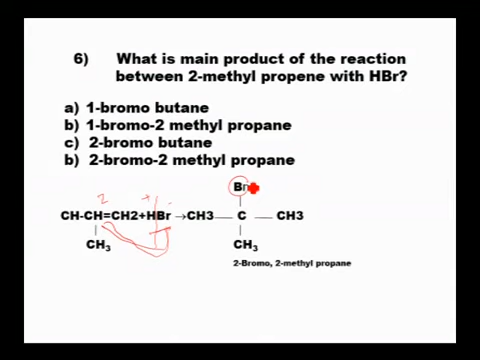 6) What is main product of the reaction
between 2-methyl propene with HBr?
a) 1-bromo butane
b) 1-bromo-2 methyl propane
c) 2-bromo butane
b) 2-bromo-2 methyl propane
2 + -
Br
CH-CH=CH2+HBr→CH3 — C — CH3
CH₃ CH₃
2-Bromo, 2-methyl propane